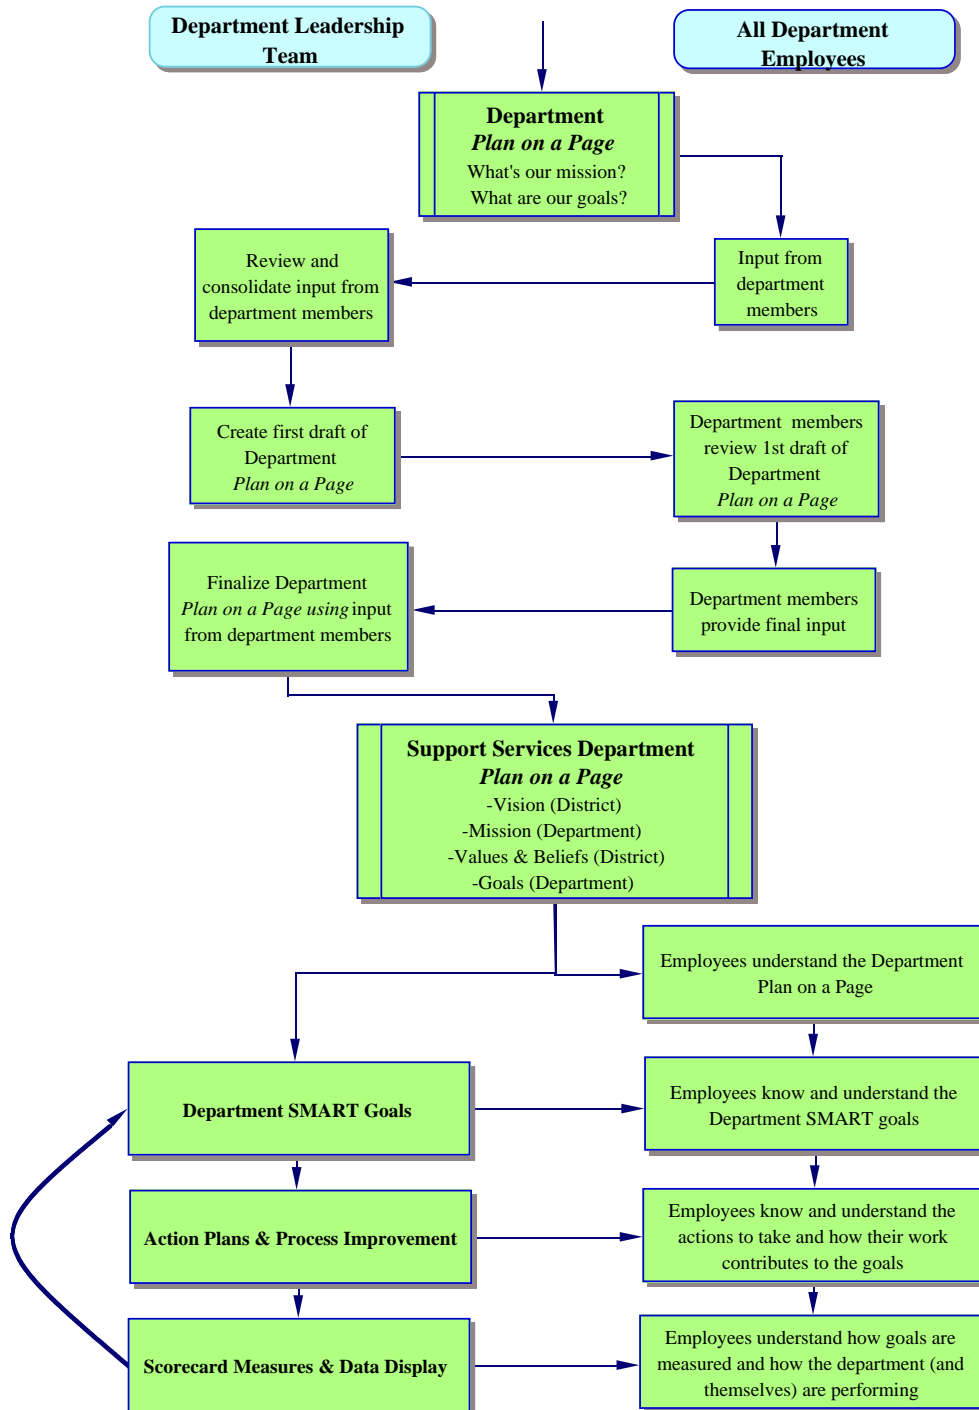 Department Leadership
Team
All Department
Employees
Department
Plan on a Page
What's our mission?
What are our goals?
Input from
department
members
Review and
consolidate input from
department members
Create first draft of
Department
Plan on a Page
Department members
review 1st draft of
Department
Plan on a Page
Department members
provide final input
Finalize Department
Plan on a Page using input
from department members
Support Services Department
Plan on a Page
-Vision (District)
-Mission (Department)
-Values & Beliefs (District)
-Goals (Department)
Employees understand the Department
Plan on a Page
Department SMART Goals
Employees know and understand the
Department SMART goals
Action Plans & Process Improvement
Employees know and understand the
actions to take and how their work
contributes to the goals
Scorecard Measures & Data Display
Employees understand how goals are
measured and how the department (and
themselves) are performing